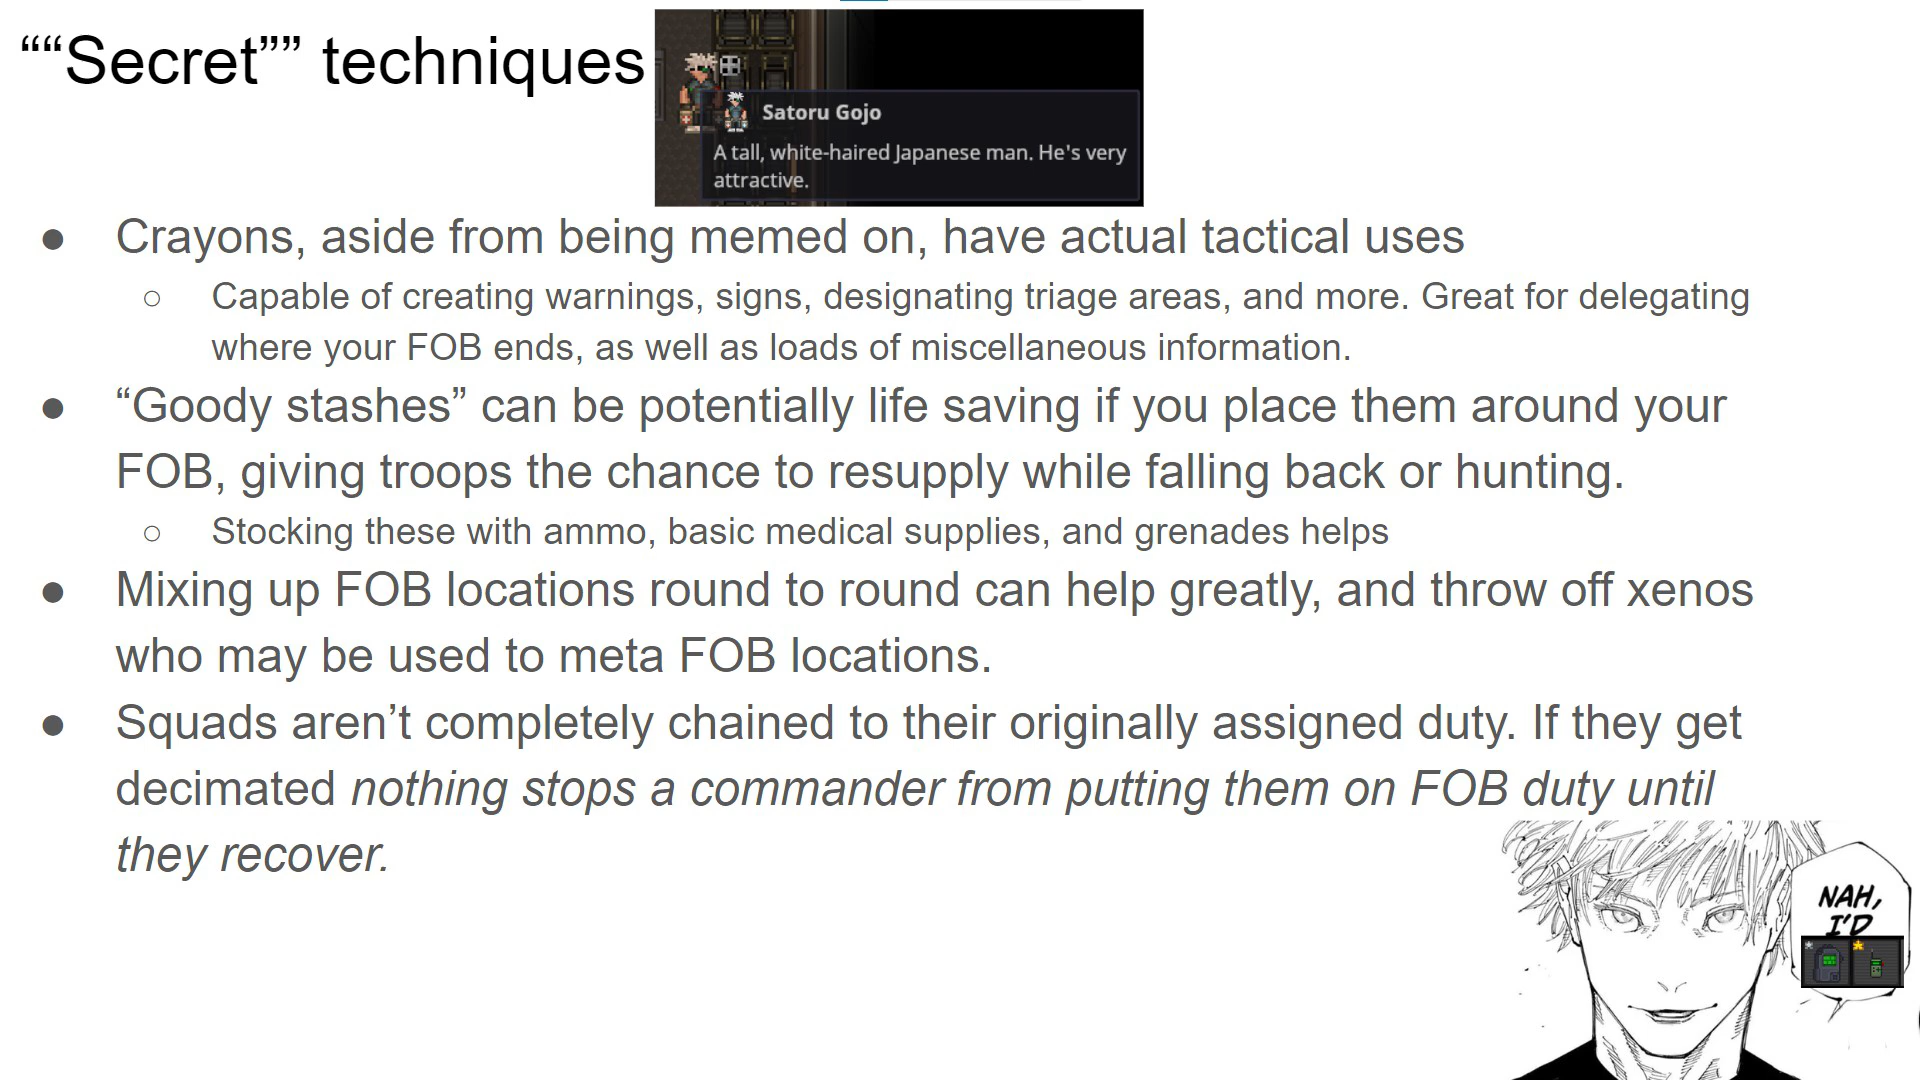 ““Secret”” techniques
Satoru Gojo
A tall, white-haired Japanese man. He's very
attractive.
● Crayons, aside from being memed on, have actual tactical uses
○ Capable of creating warnings, signs, designating triage areas, and more. Great for delegating
where your FOB ends, as well as loads of miscellaneous information.
● “Goody stashes” can be potentially life saving if you place them around your
FOB, giving troops the chance to resupply while falling back or hunting.
○ Stocking these with ammo, basic medical supplies, and grenades helps
● Mixing up FOB locations round to round can help greatly, and throw off xenos
who may be used to meta FOB locations.
● Squads aren’t completely chained to their originally assigned duty. If they get
decimated nothing stops a commander from putting them on FOB duty until
they recover.
NAH,
I'D